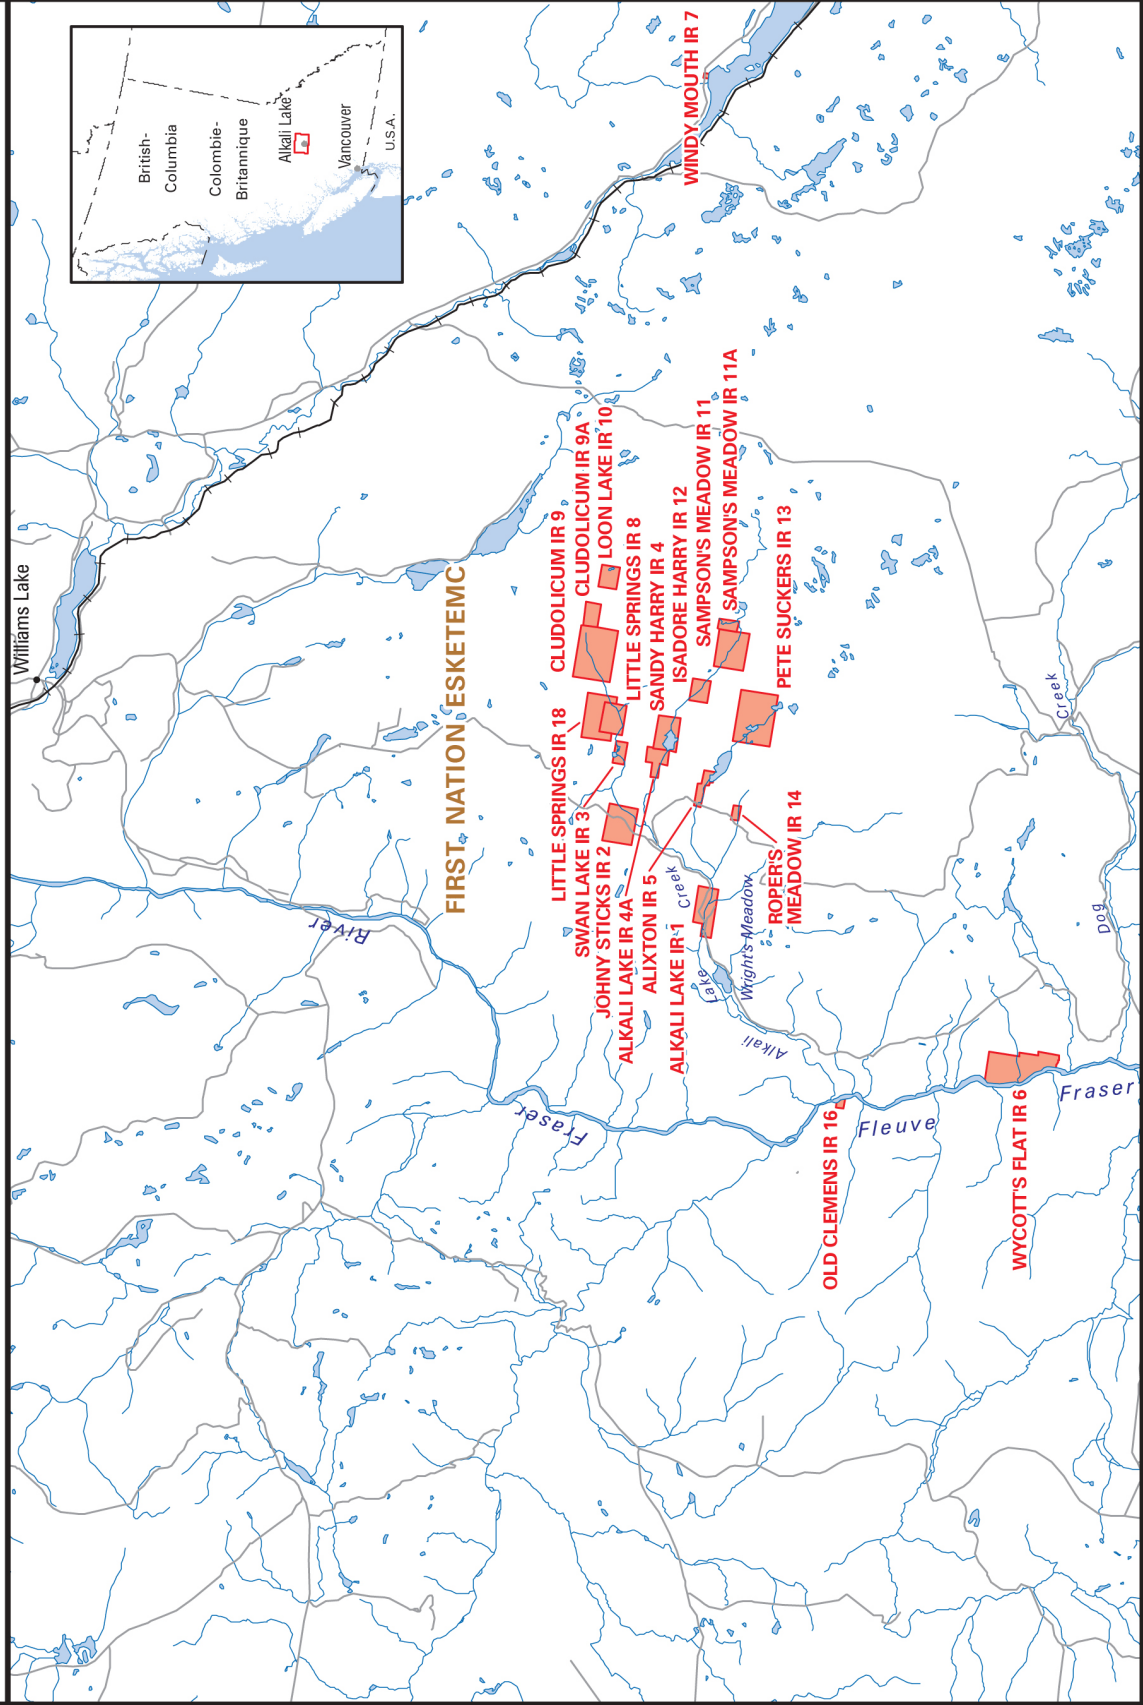 Williams Lake
British-
Columbia
Colombie-
Britannique
Alkali Lake
Vancouver
U.S.A.
WINDY MOUTH IR 7
FIRST NATION ESKETEMC
CLUDOLICUM IR 9
CLUDOLICUM IR 9A
LOON LAKE IR 10
LITTLE SPRINGS IR 8
SANDY HARRY IR 4
ISADORE HARRY IR 12
SAMPSON'S MEADOW IR 11
SAMPSON'S MEADOW IR 11A
PETE SUCKERS IR 13
LITTLE SPRINGS IR 18
SWAN LAKE IR 3
JOHNY STICKS IR 2
ALKALI LAKE IR 4A
ALIXTON IR 5
ALKALI LAKE IR 1
ROPER'S
MEADOW IR 14
Wright's Meadow
Alkali
Lake
Creek
River
Fraser
Fleuve
Fraser
Dog
Creek
OLD CLEMENS IR 16
WYCOTT'S FLAT IR 6